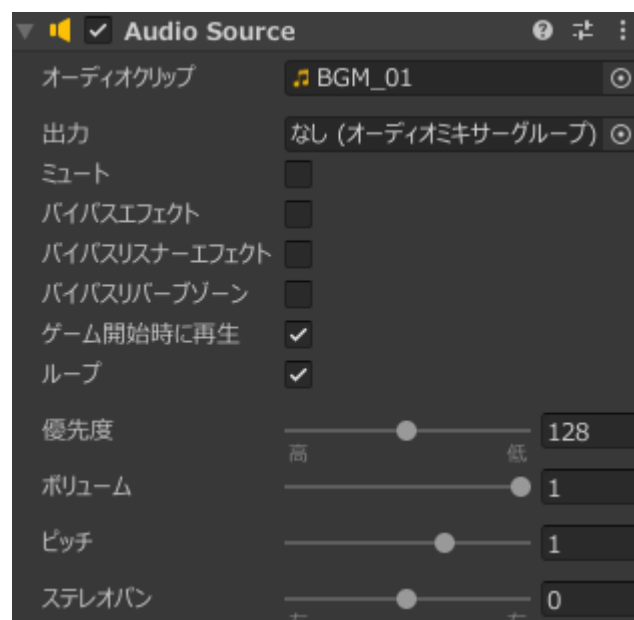 Audio Source
オーディオクリップ BGM_01
出力 なし (オーディオミキサーグループ)
ミュート
バイパスエフェクト
バイパスリスナーエフェクト
バイパスリバーブゾーン
ゲーム開始時に再生
ループ
優先度 128
高 低
ボリューム 1
ピッチ 1
ステレオパン 0